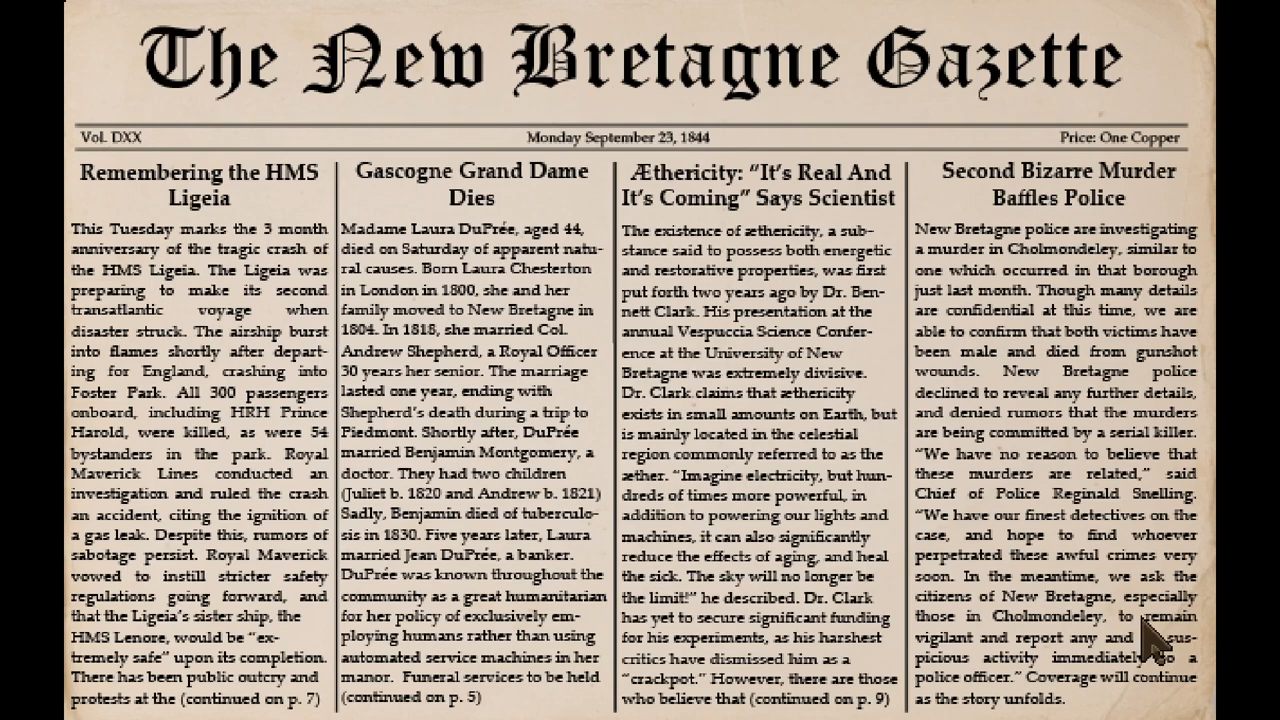 The New Bretagne Gazette
Vol. DXX
Monday September 23, 1844
Price: One Copper
Remembering the HMS
Ligeia
This Tuesday marks the 3 month
anniversary of the tragic crash of
the HMS Ligeia. The Ligeia was
preparing to make its second
transatlantic voyage when
disaster struck. The airship burst
into flames shortly after depart-
ing for England, crashing into
Foster Park. All 300 passengers
onboard, including HRH Prince
Harold, were killed, as were 54
bystanders in the park. Royal
Maverick Lines conducted an
investigation and ruled the crash
an accident, citing the ignition of
a gas leak. Despite this, rumors of
sabotage persist. Royal Maverick
vowed to instill stricter safety
regulations going forward, and
that the Ligeia's sister ship, the
HMS Lenore, would be "ex-
tremely safe" upon its completion.
There has been public outcry and
protests at the (continued on p. 7)
Gascogne Grand Dame
Dies
Madame Laura DuPrée, aged 44,
died on Saturday of apparent natu-
ral causes. Born Laura Chesterton
in London in 1800, she and her
family moved to New Bretagne in
1804. In 1818, she married Col.
Andrew Shepherd, a Royal Officer
30 years her senior. The marriage
lasted one year, ending with
Shepherd's death during a trip to
Piedmont. Shortly after, DuPrée
married Benjamin Montgomery, a
doctor. They had two children
(Juliet b. 1820 and Andrew b. 1821)
Sadly, Benjamin died of tuberculo-
sis in 1830. Five years later, Laura
married Jean DuPrée, a banker.
DuPrée was known throughout the
community as a great humanitarian
for her policy of exclusively em-
ploying humans rather than using
automated service machines in her
manor. Funeral services to be held
(continued on p. 5)
Æthericity: "It's Real And
It's Coming" Says Scientist
The existence of æthericity, a sub-
stance said to possess both energetic
and restorative properties, was first
put forth two years ago by Dr. Ben-
nett Clark. His presentation at the
annual Vespuccia Science Confer-
ence at the University of New
Bretagne was extremely divisive.
Dr. Clark claims that æthericity
exists in small amounts on Earth, but
is mainly located in the celestial
region commonly referred to as the
æther. "Imagine electricity, but hun-
dreds of times more powerful, in
addition to powering our lights and
machines, it can also significantly
reduce the effects of aging, and heal
the sick. The sky will no longer be
the limit!" he described. Dr. Clark
has yet to secure significant funding
for his experiments, as his harshest
critics have dismissed him as a
"crackpot." However, there are those
who believe that (continued on p. 9)
Second Bizarre Murder
Baffles Police
New Bretagne police are investigating
a murder in Cholmondeley, similar to
one which occurred in that borough
just last month. Though many details
are confidential at this time, we are
able to confirm that both victims have
been male and died from gunshot
wounds. New Bretagne police
declined to reveal any further details,
and denied rumors that the murders
are being committed by a serial killer.
"We have no reason to believe that
these murders are related," said
Chief of Police Reginald Snelling.
"We have our finest detectives on the
case, and hope to find whoever
perpetrated these awful crimes very
soon. In the meantime, we ask the
citizens of New Bretagne, especially
those in Cholmondeley, to remain
vigilant and report any and sus-
picious activity immediately to a
police officer." Coverage will continue
as the story unfolds.